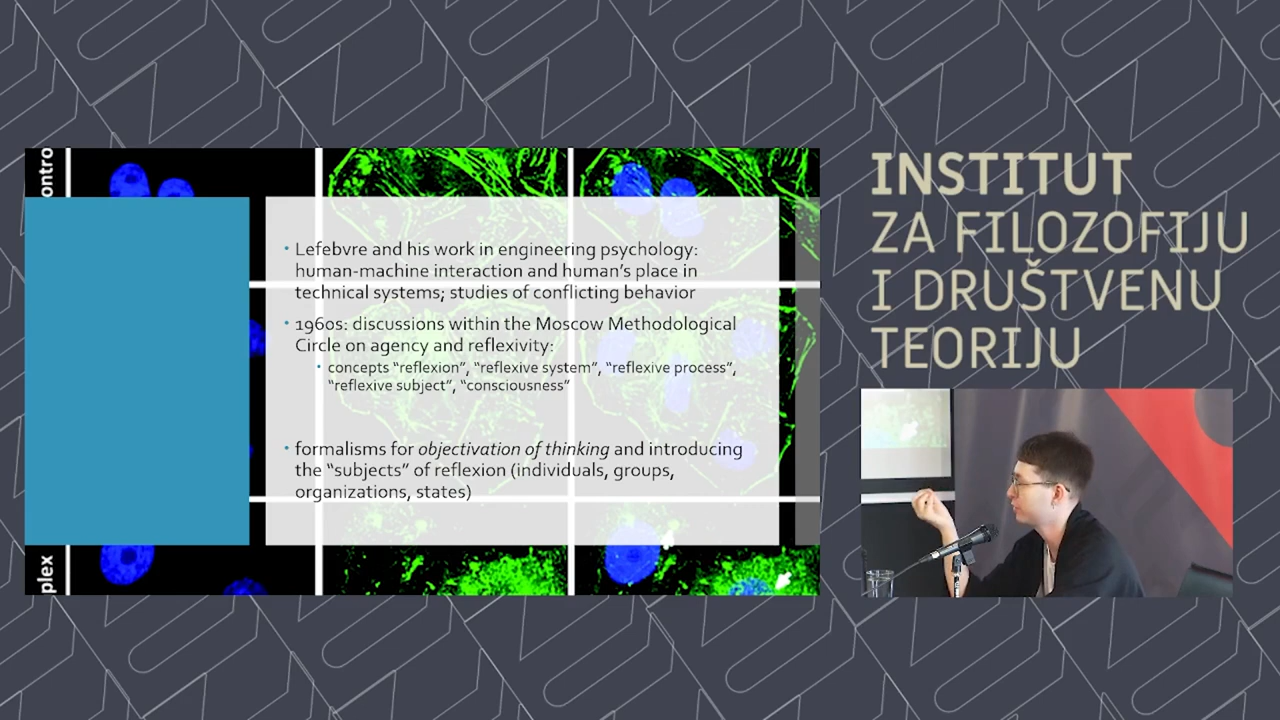 ontro
• Lefebvre and his work in engineering psychology:
human-machine interaction and human's place in
technical systems; studies of conflicting behavior
• 1960s: discussions within the Moscow Methodological
Circle on agency and reflexivity:
• concepts “reflexion”, “reflexive system”, “reflexive process”,
“reflexive subject”, “consciousness”
• formalisms for objectivation of thinking and introducing
the “subjects” of reflexion (individuals, groups,
organizations, states)
plex
INSTITUT
ZA FILOZOFIJU
I DRUŠTVENU
TEORIJU